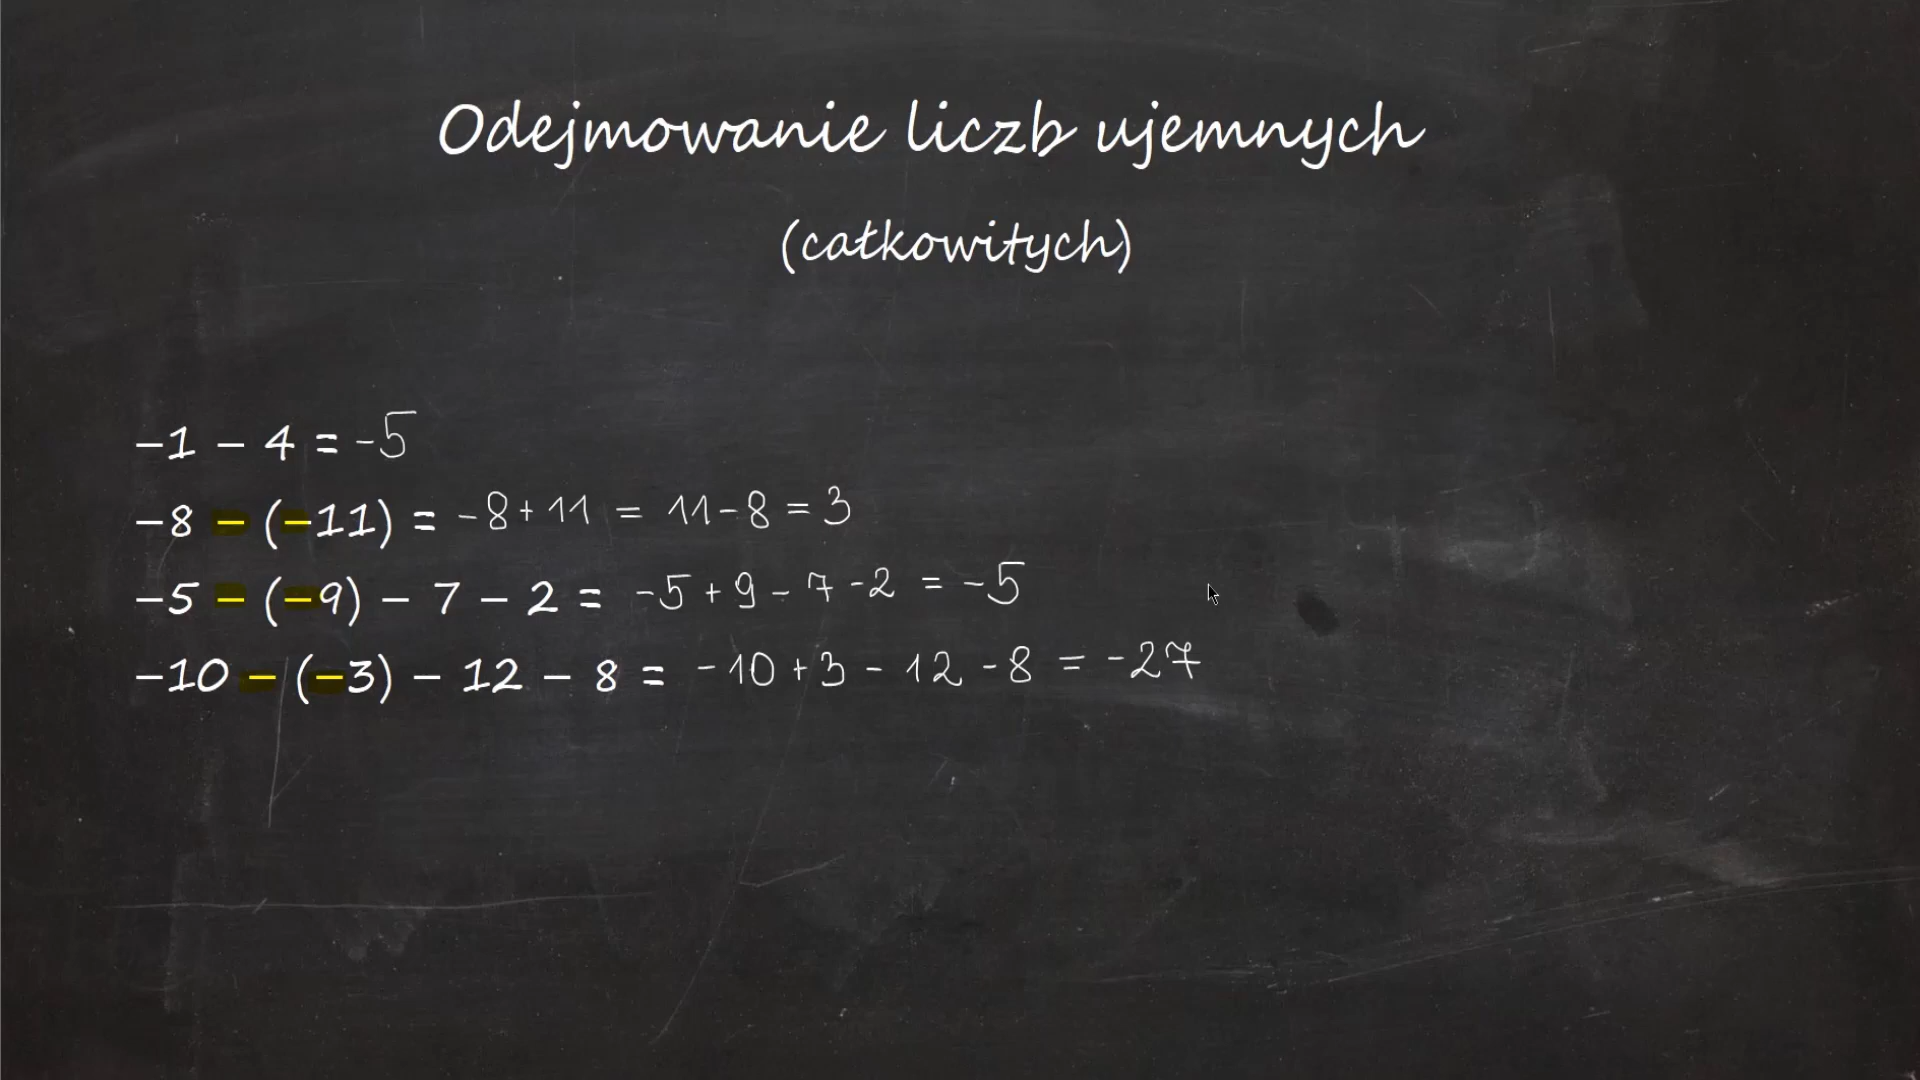 Odejmowanie liczb ujemnych
(całkowitych)
−1 − 4 = -5
−8 − (−11) = -8+11 = 11-8 = 3
−5 − (−9) − 7 − 2 = -5+9-7-2 = -5
−10 − (−3) − 12 − 8 = -10+3-12-8 = -27